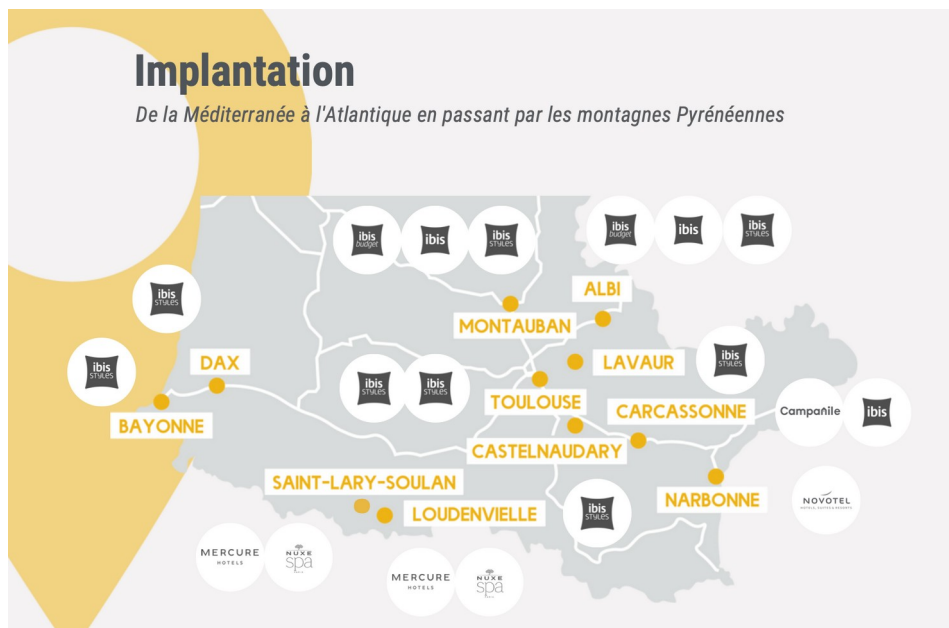 Implantation
De la Méditerranée à l'Atlantique en passant par les montagnes Pyrénéennes
ibis
budget
ibis
ibis
STYLES
ibis
budget
ibis
ibis
STYLES
ibis
STYLES
ALBI
MONTAUBAN
ibis
STYLES
DAX
LAVAUR
ibis
STYLES
ibis
STYLES
ibis
STYLES
TOULOUSE
CARCASSONNE
Campanile
ibis
BAYONNE
CASTELNAUDARY
SAINT-LARY-SOULAN
NARBONNE
NOVOTEL
HOTELS, SUITES & RESORTS
LOUDENVIELLE
ibis
STYLES
MERCURE
HOTELS
NUXE
spa
MERCURE
HOTELS
NUXE
spa